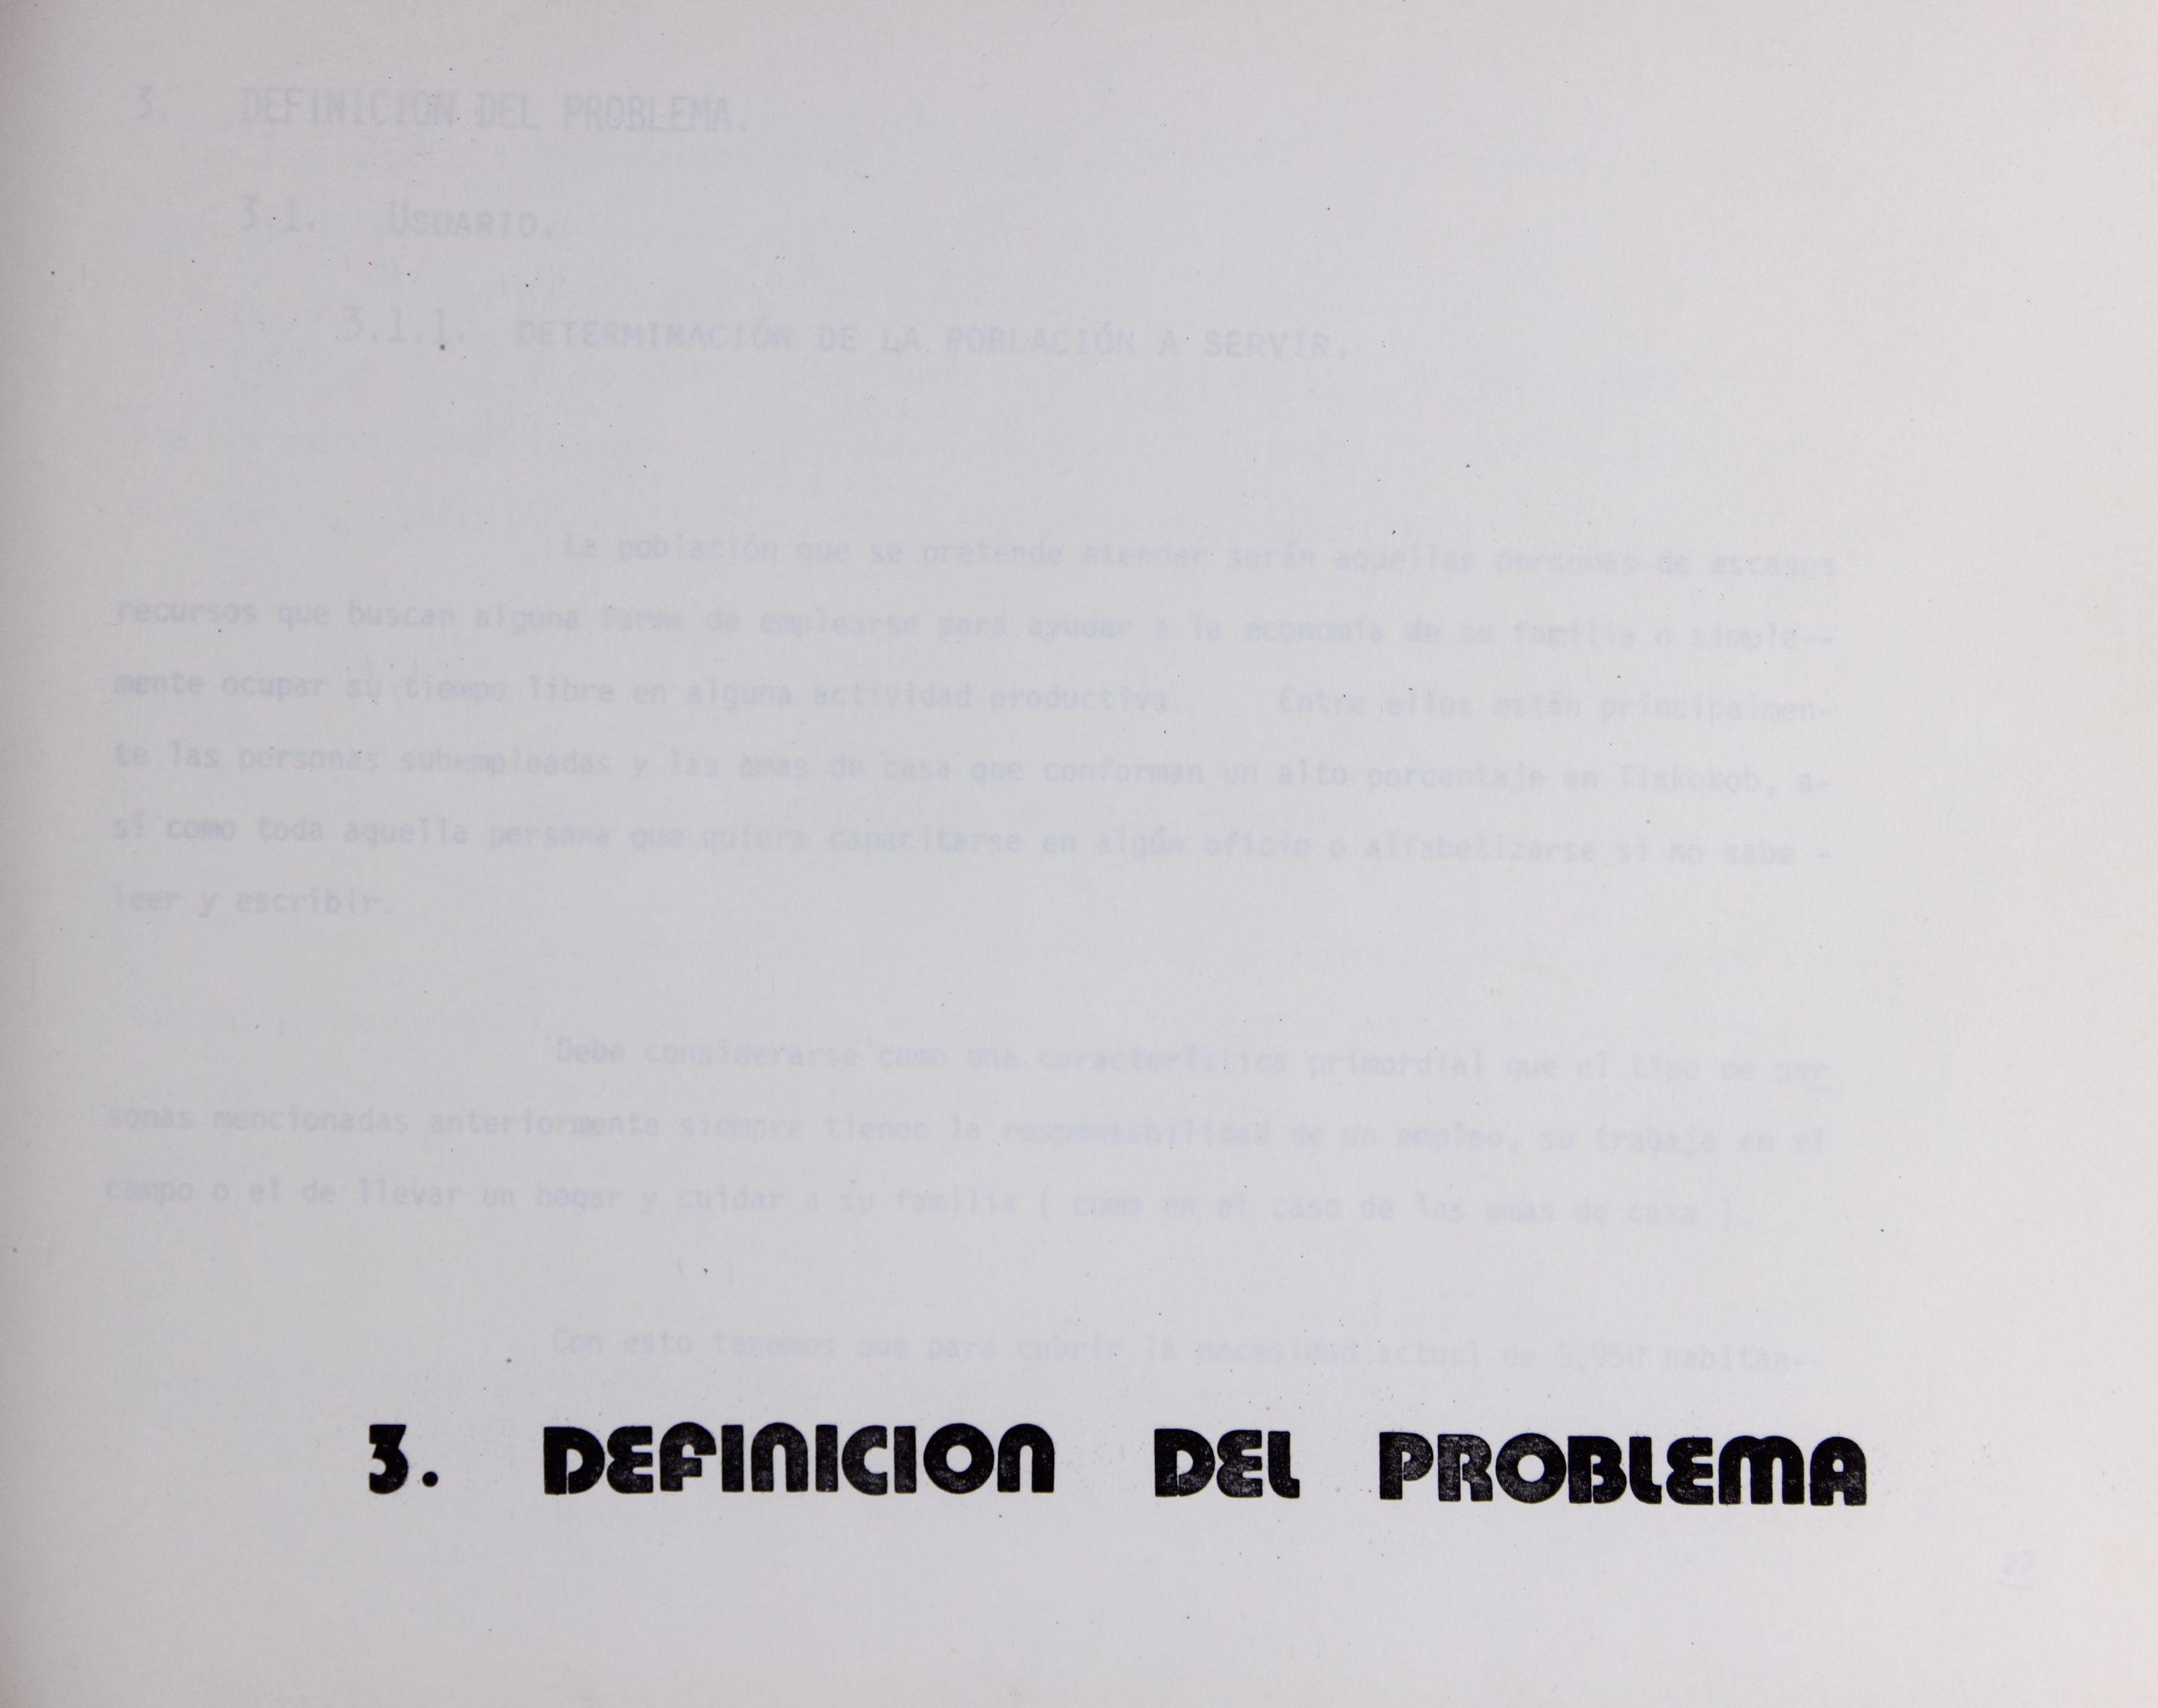 3. DEFINICION DEL PROBLEMA.
3.1. USUARIO.
3.1.1. DETERMINACIÓN DE LA POBLACIÓN A SERVIR.
La población que se pretende atender serán aquellas personas de escasos
recursos que buscan alguna forma de emplearse para ayudar a la economía de su familia o simple--
mente ocupar su tiempo libre en alguna actividad productiva. Entre ellos están principalmen-
te las personas subempleadas y las amas de casa que conforman un alto porcentaje en Tixkokob, a-
sí como toda aquella persona que quiera capacitarse en algún oficio o alfabetizarse si no sabe -
leer y escribir.
Debe considerarse como una característica primordial que el tipo de per
sonas mencionadas anteriormente siempre tienen la responsabilidad de un empleo, su trabajo en el
campo o el de llevar un hogar y cuidar a su familia ( como en el caso de las amas de casa ).
Con esto tenemos que para cubrir la necesidad actual de habitan--
3. DEFINICION DEL PROBLEMA
27